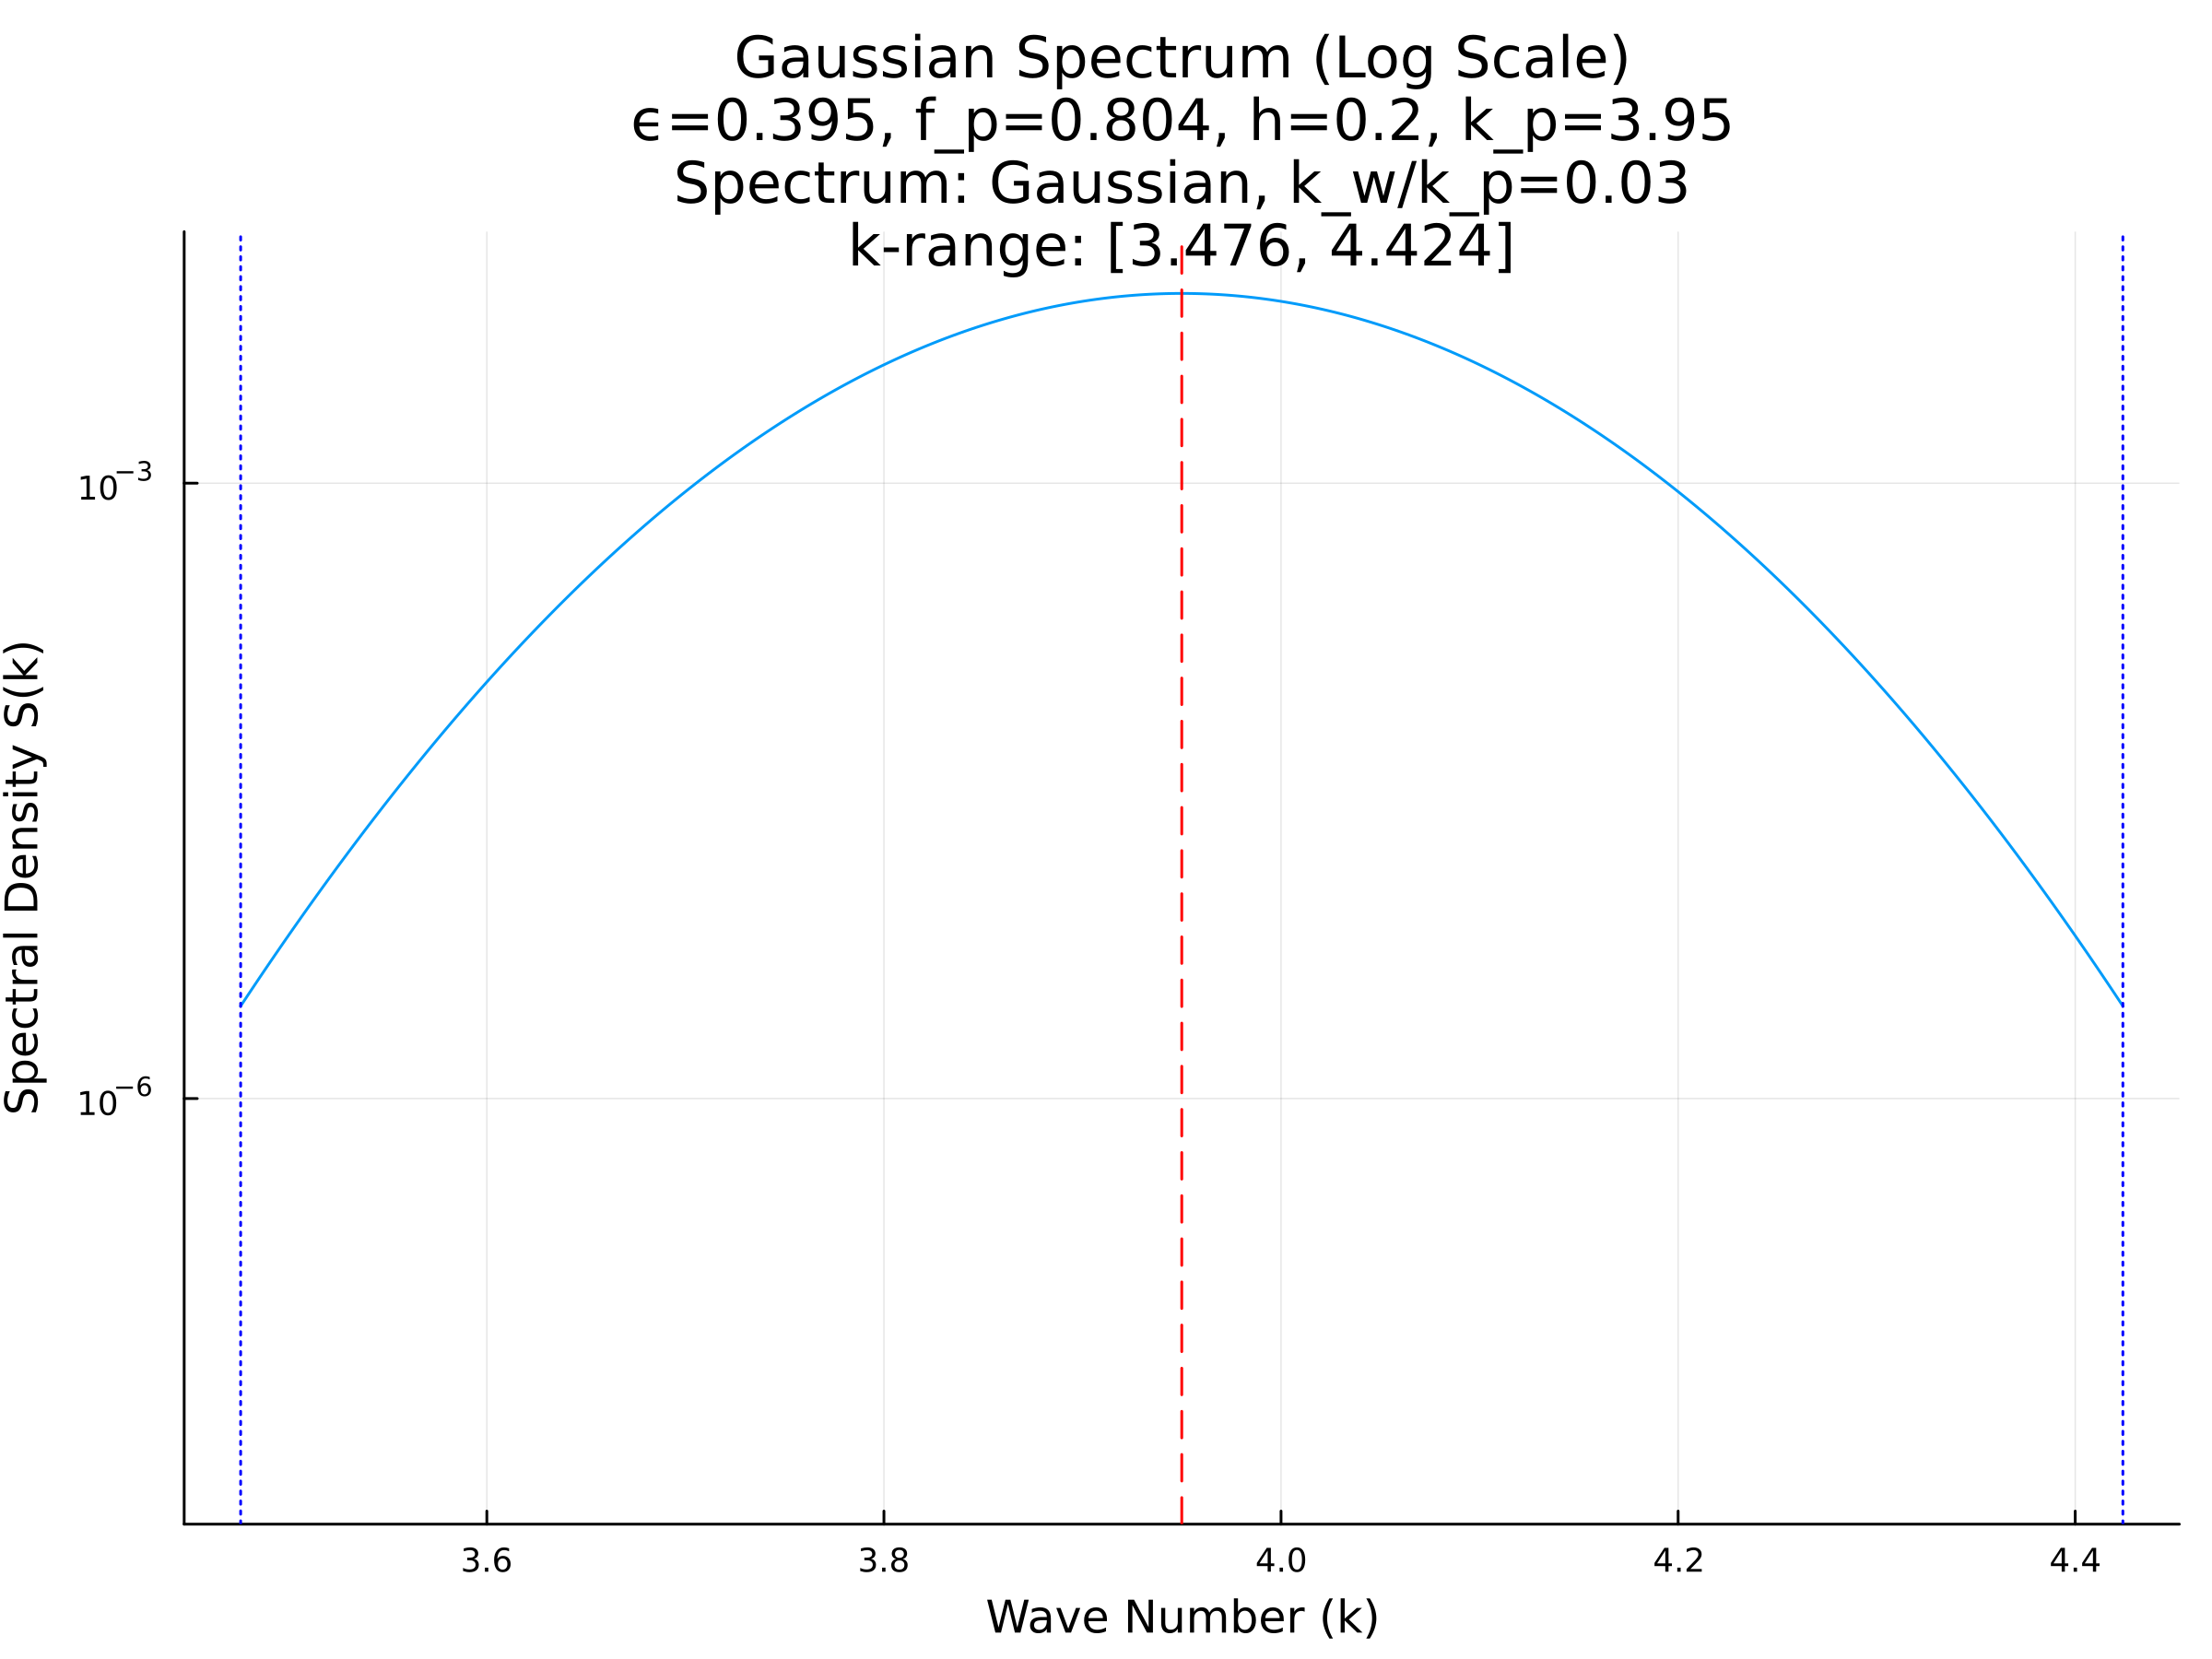 Gaussian Spectrum (Log Scale)
ϵ=0.395, f_p=0.804, h=0.2, k_p=3.95
Spectrum: Gaussian, k_w/k_p=0.03
k-range: [3.476, 4.424]
Spectral Density S(k)
10⁻³
10⁻⁶
3.6 3.8 4.0 4.2 4.4
Wave Number (k)